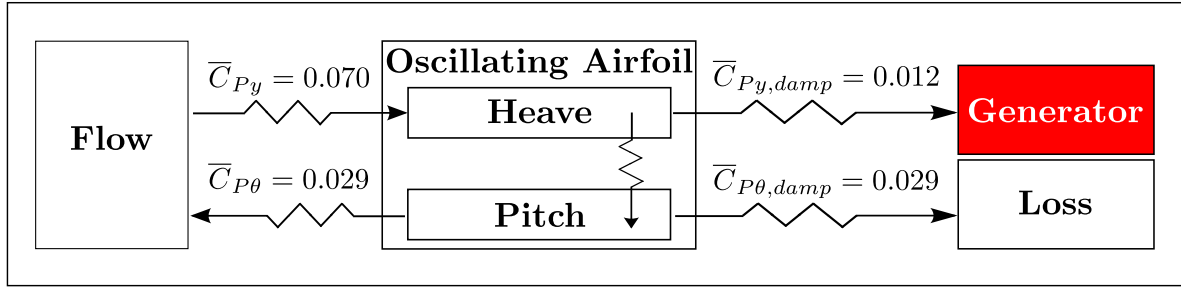 Oscillating Airfoil
C̅_{Py} = 0.070
C̅_{Py,damp} = 0.012
Heave
Generator
Flow
C̅_{Pθ} = 0.029
C̅_{Pθ,damp} = 0.029
Pitch
Loss